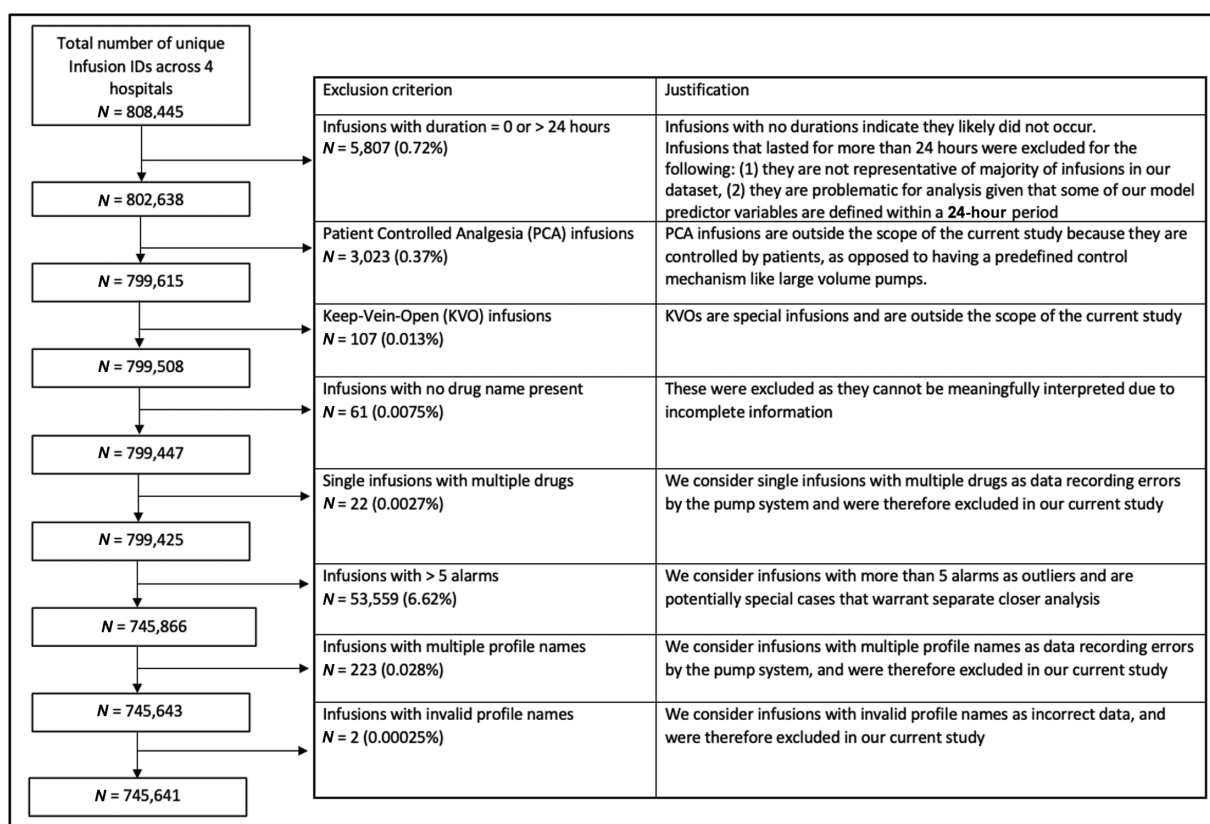 Total number of unique
Infusion IDs across 4
hospitals
N = 808,445
Exclusion criterion
Justification
Infusions with duration = 0 or > 24 hours
N = 5,807 (0.72%)
Infusions with no durations indicate they likely did not occur.
Infusions that lasted for more than 24 hours were excluded for the
following: (1) they are not representative of majority of infusions in our
dataset, (2) they are problematic for analysis given that some of our model
predictor variables are defined within a 24-hour period
N = 802,638
Patient Controlled Analgesia (PCA) infusions
N = 3,023 (0.37%)
PCA infusions are outside the scope of the current study because they are
controlled by patients, as opposed to having a predefined control
mechanism like large volume pumps.
N = 799,615
Keep-Vein-Open (KVO) infusions
N = 107 (0.013%)
KVOs are special infusions and are outside the scope of the current study
N = 799,508
Infusions with no drug name present
N = 61 (0.0075%)
These were excluded as they cannot be meaningfully interpreted due to
incomplete information
N = 799,447
Single infusions with multiple drugs
N = 22 (0.0027%)
We consider single infusions with multiple drugs as data recording errors
by the pump system and were therefore excluded in our current study
N = 799,425
Infusions with > 5 alarms
N = 53,559 (6.62%)
We consider infusions with more than 5 alarms as outliers and are
potentially special cases that warrant separate closer analysis
N = 745,866
Infusions with multiple profile names
N = 223 (0.028%)
We consider infusions with multiple profile names as data recording errors
by the pump system, and were therefore excluded in our current study
N = 745,643
Infusions with invalid profile names
N = 2 (0.00025%)
We consider infusions with invalid profile names as incorrect data, and
were therefore excluded in our current study
N = 745,641